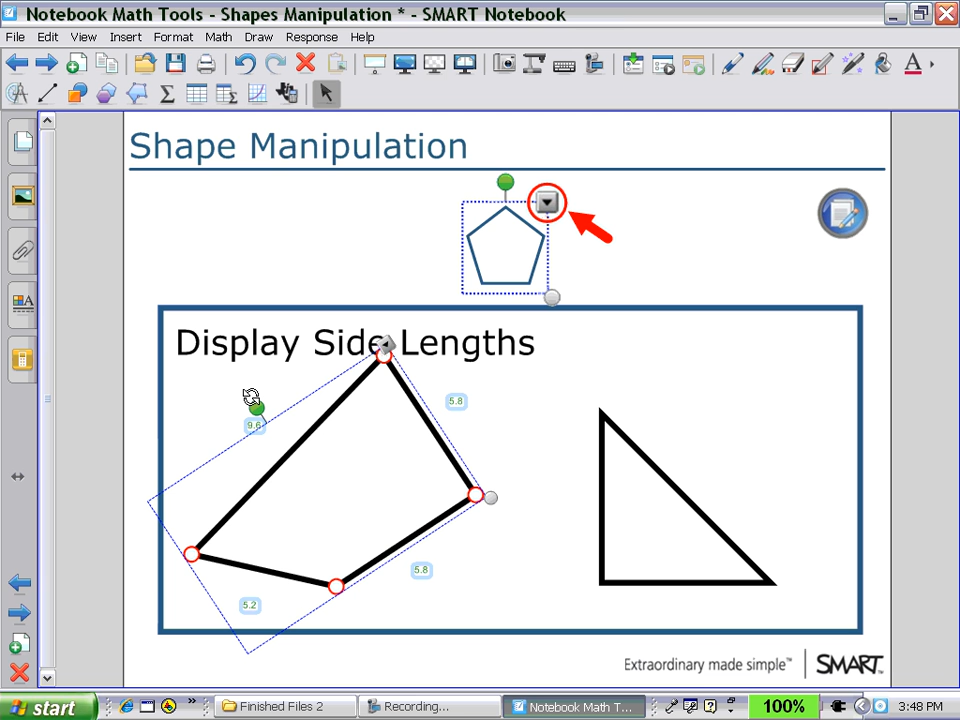 Notebook Math Tools - Shapes Manipulation * - SMART Notebook
File Edit View Insert Format Math Draw Response Help
Shape Manipulation
Display Side Lengths
5.8
9.6
5.8
5.2
Extraordinary made simple™ SMART
start Finished Files 2 Recording... Notebook Math T... 100% 3:48 PM